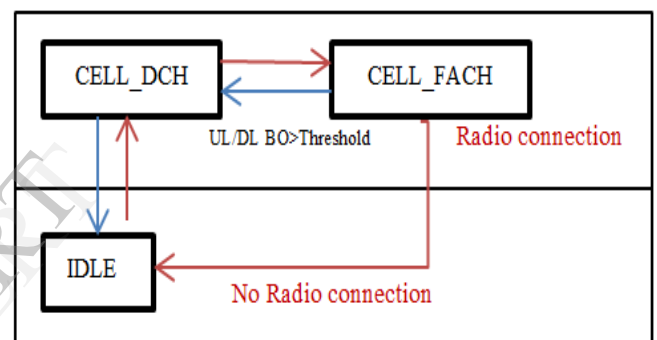 CELL_DCH
CELL_FACH
UL/DL BO>Threshold
Radio connection
IDLE
No Radio connection